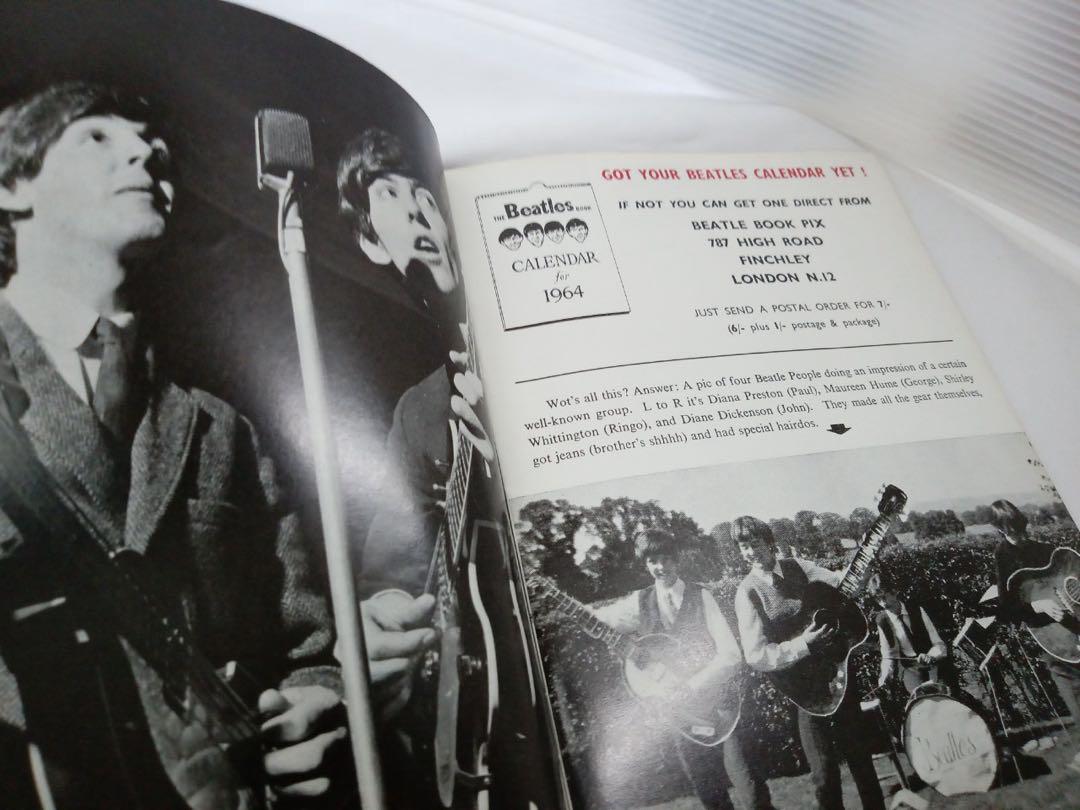 GOT YOUR BEATLES CALENDAR YET !
THE Beatles BOOK
CALENDAR
for
1964
IF NOT YOU CAN GET ONE DIRECT FROM
BEATLE BOOK PIX
787 HIGH ROAD
FINCHLEY
LONDON N.12
JUST SEND A POSTAL ORDER FOR 7/-
(6/- plus 1/- postage & package)
Wot's all this? Answer: A pic of four Beatle People doing an impression of a certain
well-known group. L to R it's Diana Preston (Paul), Maureen Hume (George), Shirley
Whittington (Ringo), and Diane Dickenson (John). They made all the gear themselves,
got jeans (brother's shhhh) and had special hairdos.
Beatles